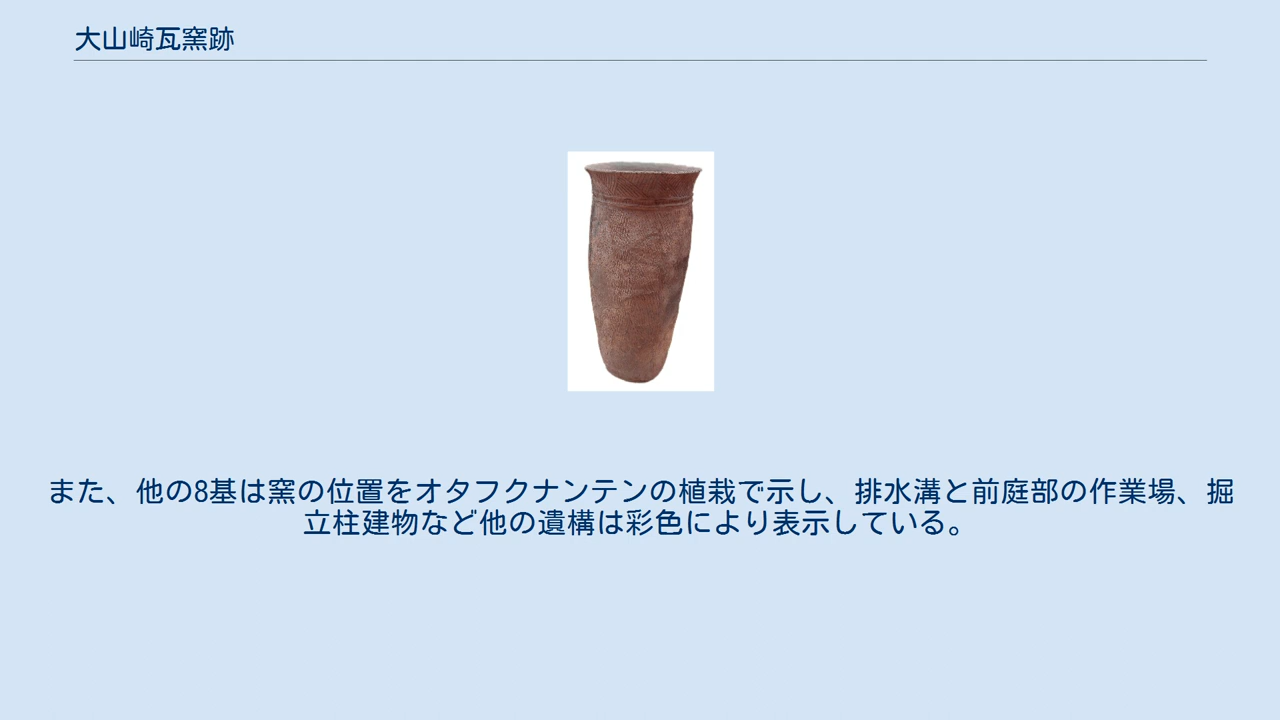 大山崎瓦窯跡
また、他の8基は窯の位置をオタフクナンテンの植栽で示し、排水溝と前庭部の作業場、掘
立柱建物など他の遺構は彩色により表示している。